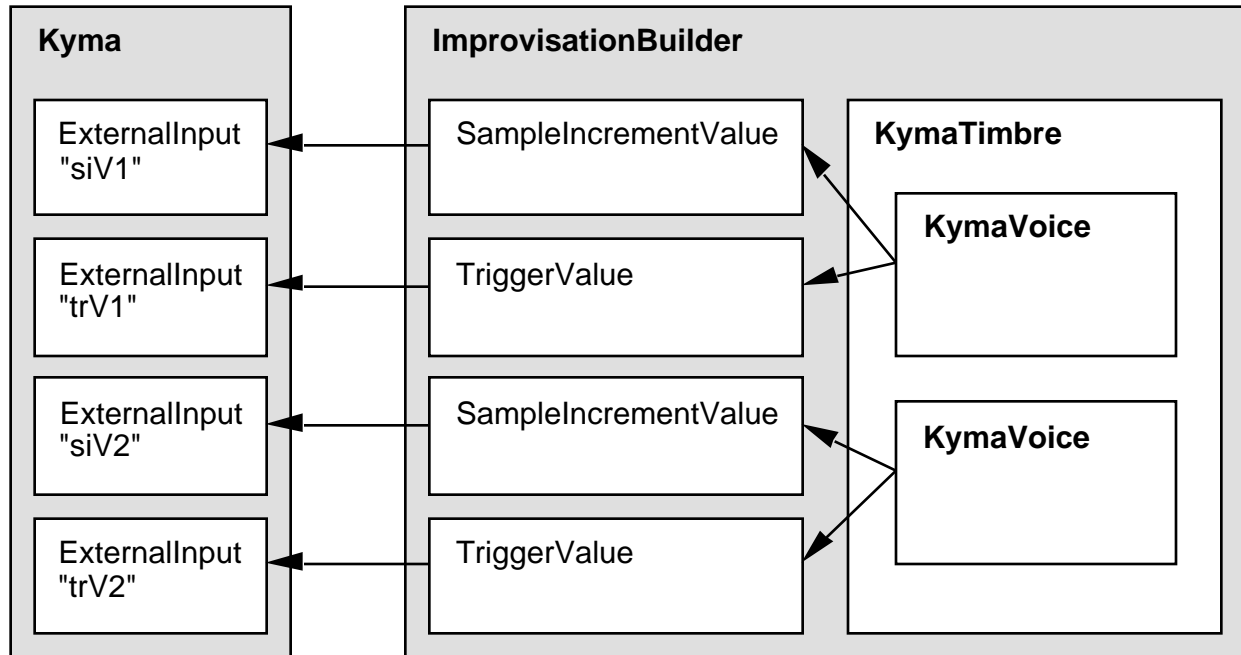 Kyma
ExternalInput
"siV1"
ExternalInput
"trV1"
ExternalInput
"siV2"
ExternalInput
"trV2"
ImprovisationBuilder
SampleIncrementValue
TriggerValue
SampleIncrementValue
TriggerValue
KymaTimbre
KymaVoice
KymaVoice